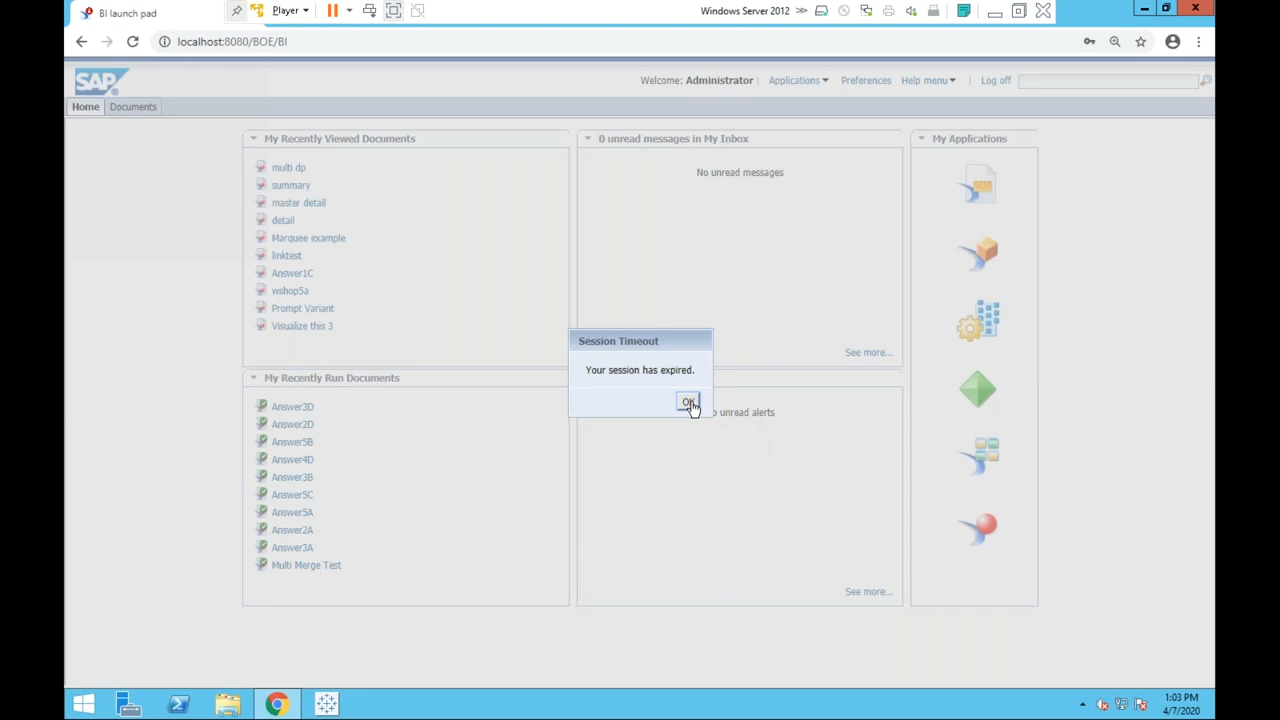 BI launch pad
Player
Windows Server 2012
localhost:8080/BOE/BI
SAP
Welcome: Administrator | Applications Preferences Help menu | Log off
Home Documents
My Recently Viewed Documents
multi dp
summary
master detail
detail
Marquee example
linktest
Answer1C
wshop5a
Prompt Variant
Visualize this 3
0 unread messages in My Inbox
No unread messages
See more...
My Applications
Session Timeout
Your session has expired.
OK
My Recently Run Documents
Answer3D
Answer2D
Answer5B
Answer4D
Answer3B
Answer5C
Answer5A
Answer2A
Answer3A
Multi Merge Test
unread alerts
See more...
1:03 PM
4/7/2020